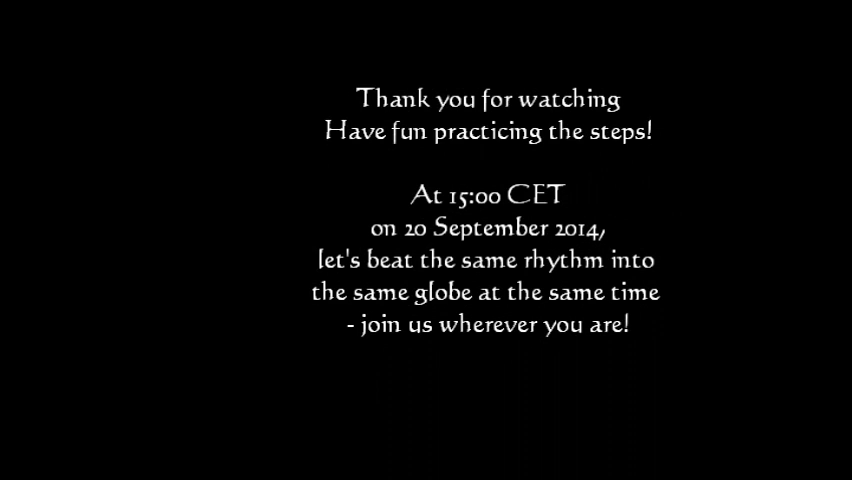 Thank you for watching
Have fun practicing the steps!
At 15:00 CET
on 20 September 2014,
let's beat the same rhythm into
the same globe at the same time
- join us wherever you are!